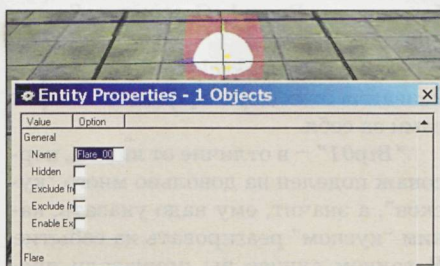 Entity Properties - 1 Objects
Value Option
General
Name Flare_00
Hidden
Exclude fr
Exclude fr
Enable Ex
Flare